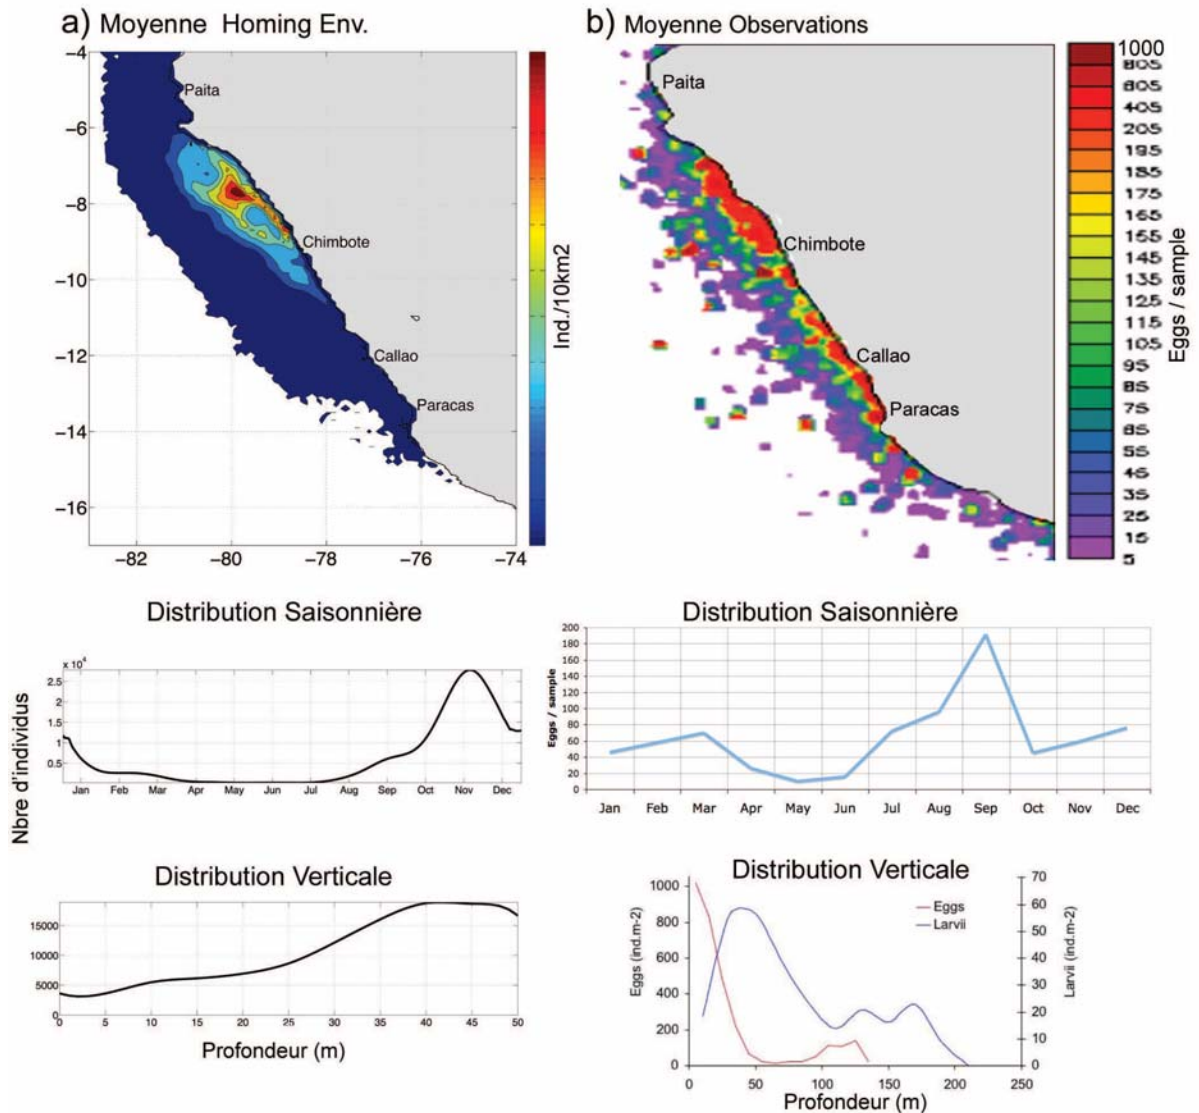 a) Moyenne Homing Env.
−4
−6
−8
−10
−12
−14
−16
−82
−80
−78
−76
−74
Paita
Chimbote
Callao
Paracas
Ind./10km2
b) Moyenne Observations
Paita
Chimbote
Callao
Paracas
1000
805
605
405
205
195
185
175
165
155
145
135
125
115
105
95
85
75
65
55
45
35
25
15
5
Eggs / sample
Distribution Saisonnière
x 10⁴
2.5
2
1.5
1
0.5
Jan Feb Mar Apr May Jun Jul Aug Sep Oct Nov Dec
Nbre d'individus
Distribution Saisonnière
Eggs / sample
200
180
160
140
120
100
80
60
40
20
0
Jan Feb Mar Apr May Jun Jul Aug Sep Oct Nov Dec
Distribution Verticale
15000
10000
5000
0
0 5 10 15 20 25 30 35 40 45 50
Profondeur (m)
Distribution Verticale
Eggs (ind.m-2)
1000
800
600
400
200
0
Eggs
Larvii
70
60
50
40
30
20
10
0
Larvii (ind.m-2)
0 50 100 150 200 250
Profondeur (m)